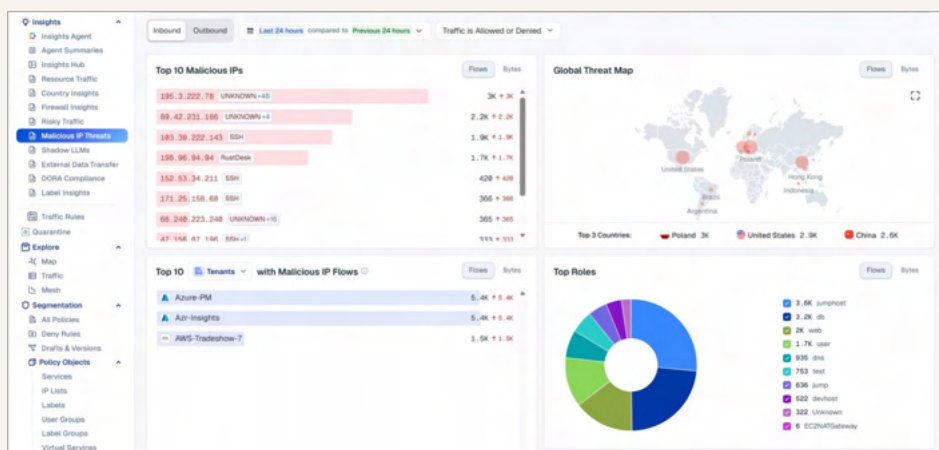 Insights
Insights Agent
Agent Summaries
Insights Hub
Resource Traffic
Country Insights
Firewall Insights
Risky Traffic
Malicious IP Threats
Shadow LLMs
External Data Transfer
DORA Compliance
Label Insights
Traffic Rules
Quarantine
Explore
Map
Traffic
Mesh
Segmentation
All Policies
Deny Rules
Drafts & Versions
Policy Objects
Services
IP Lists
Labels
User Groups
Label Groups
Virtual Services
Inbound Outbound Last 24 hours compared to Previous 24 hours Traffic is Allowed or Denied
Top 10 Malicious IPs Flows Bytes
195.3.222.78 UNKNOWN +48 3K ↑ 3K
89.42.231.186 UNKNOWN +4 2.2K ↑ 2.2K
103.39.222.143 SSH 1.9K ↑ 1.9K
196.96.94.94 RustDesk 1.7K ↑ 1.7K
152.53.34.211 SSH 420 ↑ 420
171.25.158.68 SSH 366 ↑ 366
66.240.223.240 UNKNOWN +16 365 ↑ 365
47.156.87.196 SSH +1 333 ↑ 333
Global Threat Map Flows Bytes
United States
Poland
Hong Kong
Indonesia
Brazil
Argentina
Top 3 Countries: Poland 3K United States 2.9K China 2.6K
Top 10 Tenants with Malicious IP Flows Flows Bytes
Azure-PM 5.4K ↑ 5.4K
Azr-Insights 5.4K ↑ 5.4K
AWS-Tradeshow-7 1.5K ↑ 1.5K
Top Roles Flows Bytes
3.6K jumphost
3.2K db
2K web
1.7K user
935 dns
753 test
636 jump
522 devhost
322 Unknown
6 EC2NATGateway